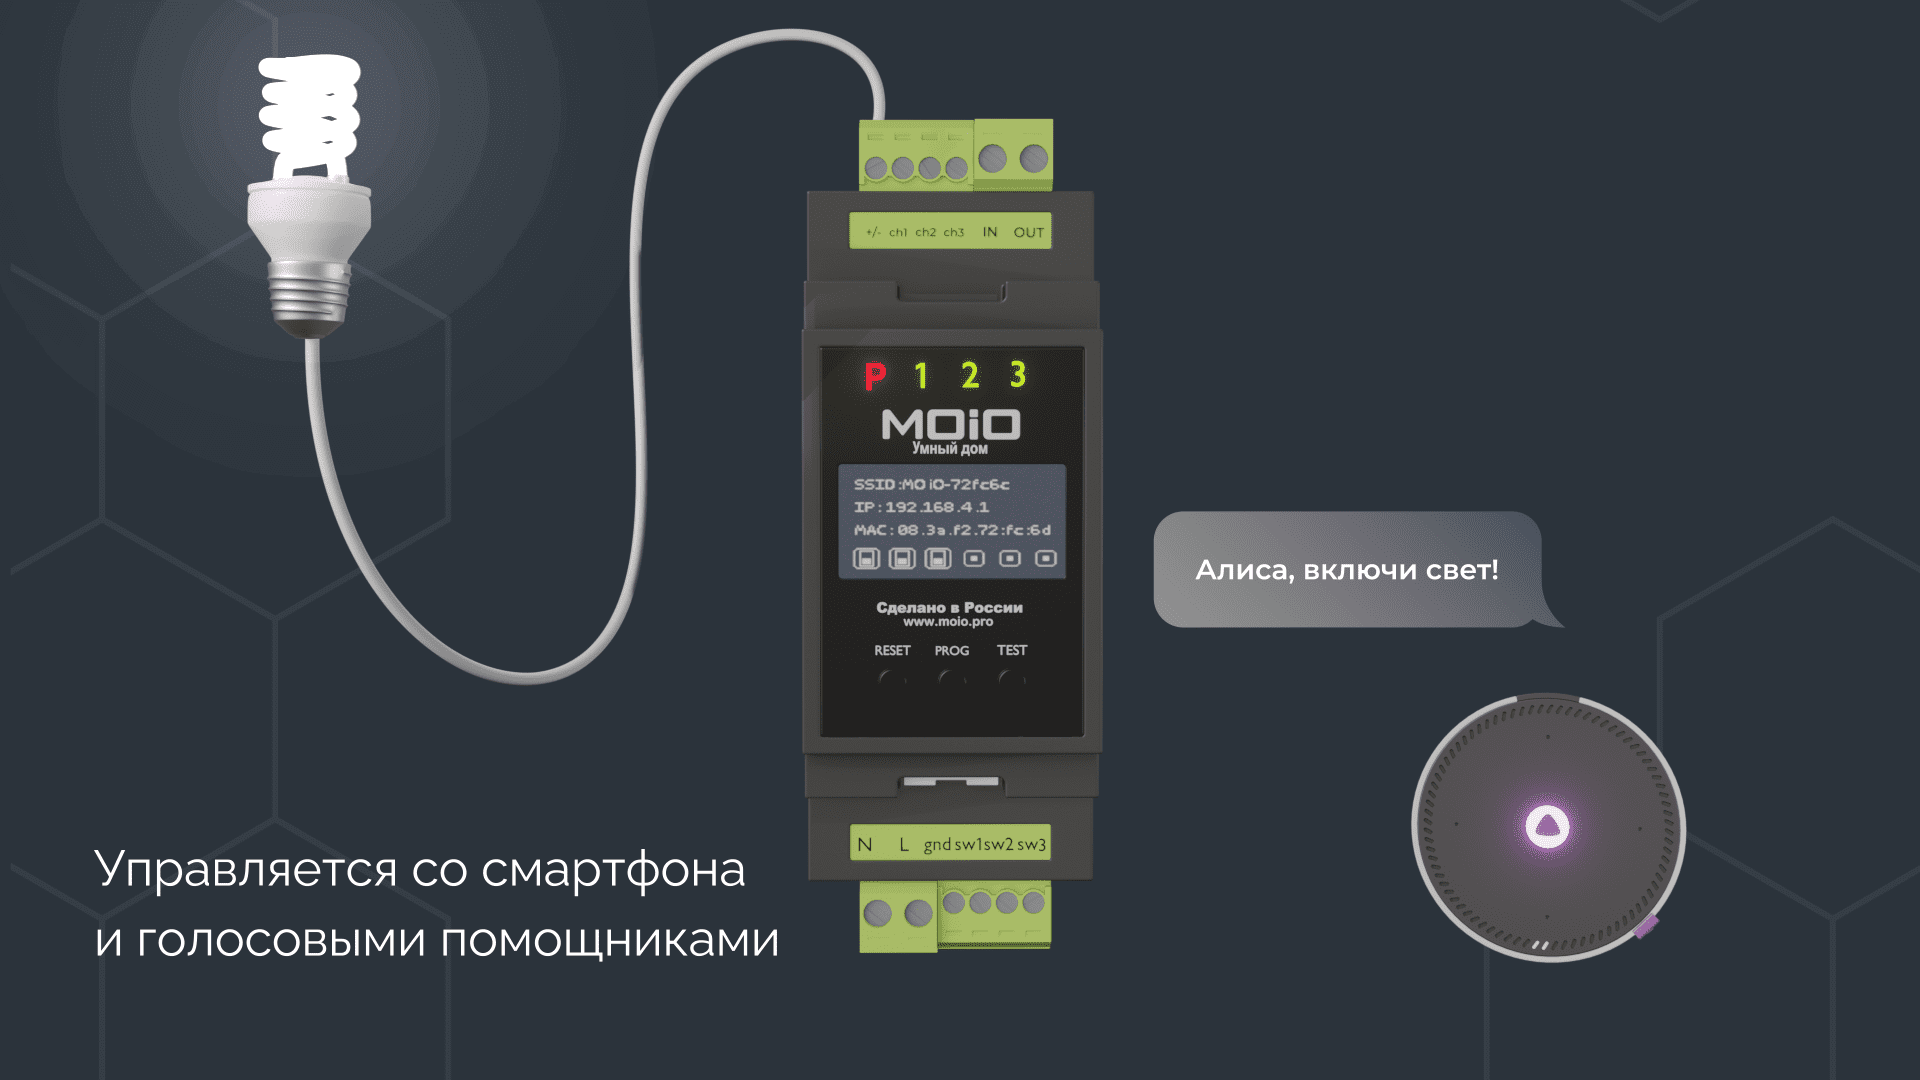 +/- ch1 ch2 ch3 IN OUT
P 1 2 3
MOiO
Умный дом
SSID:MOiO-72fc6c
IP:192.168.4.1
MAC:08.3a.f2.72:fc:6d
Сделано в России
www.moio.pro
RESET PROG TEST
N L gnd sw1 sw2 sw3
Алиса, включи свет!
Управляется со смартфона
и голосовыми помощниками